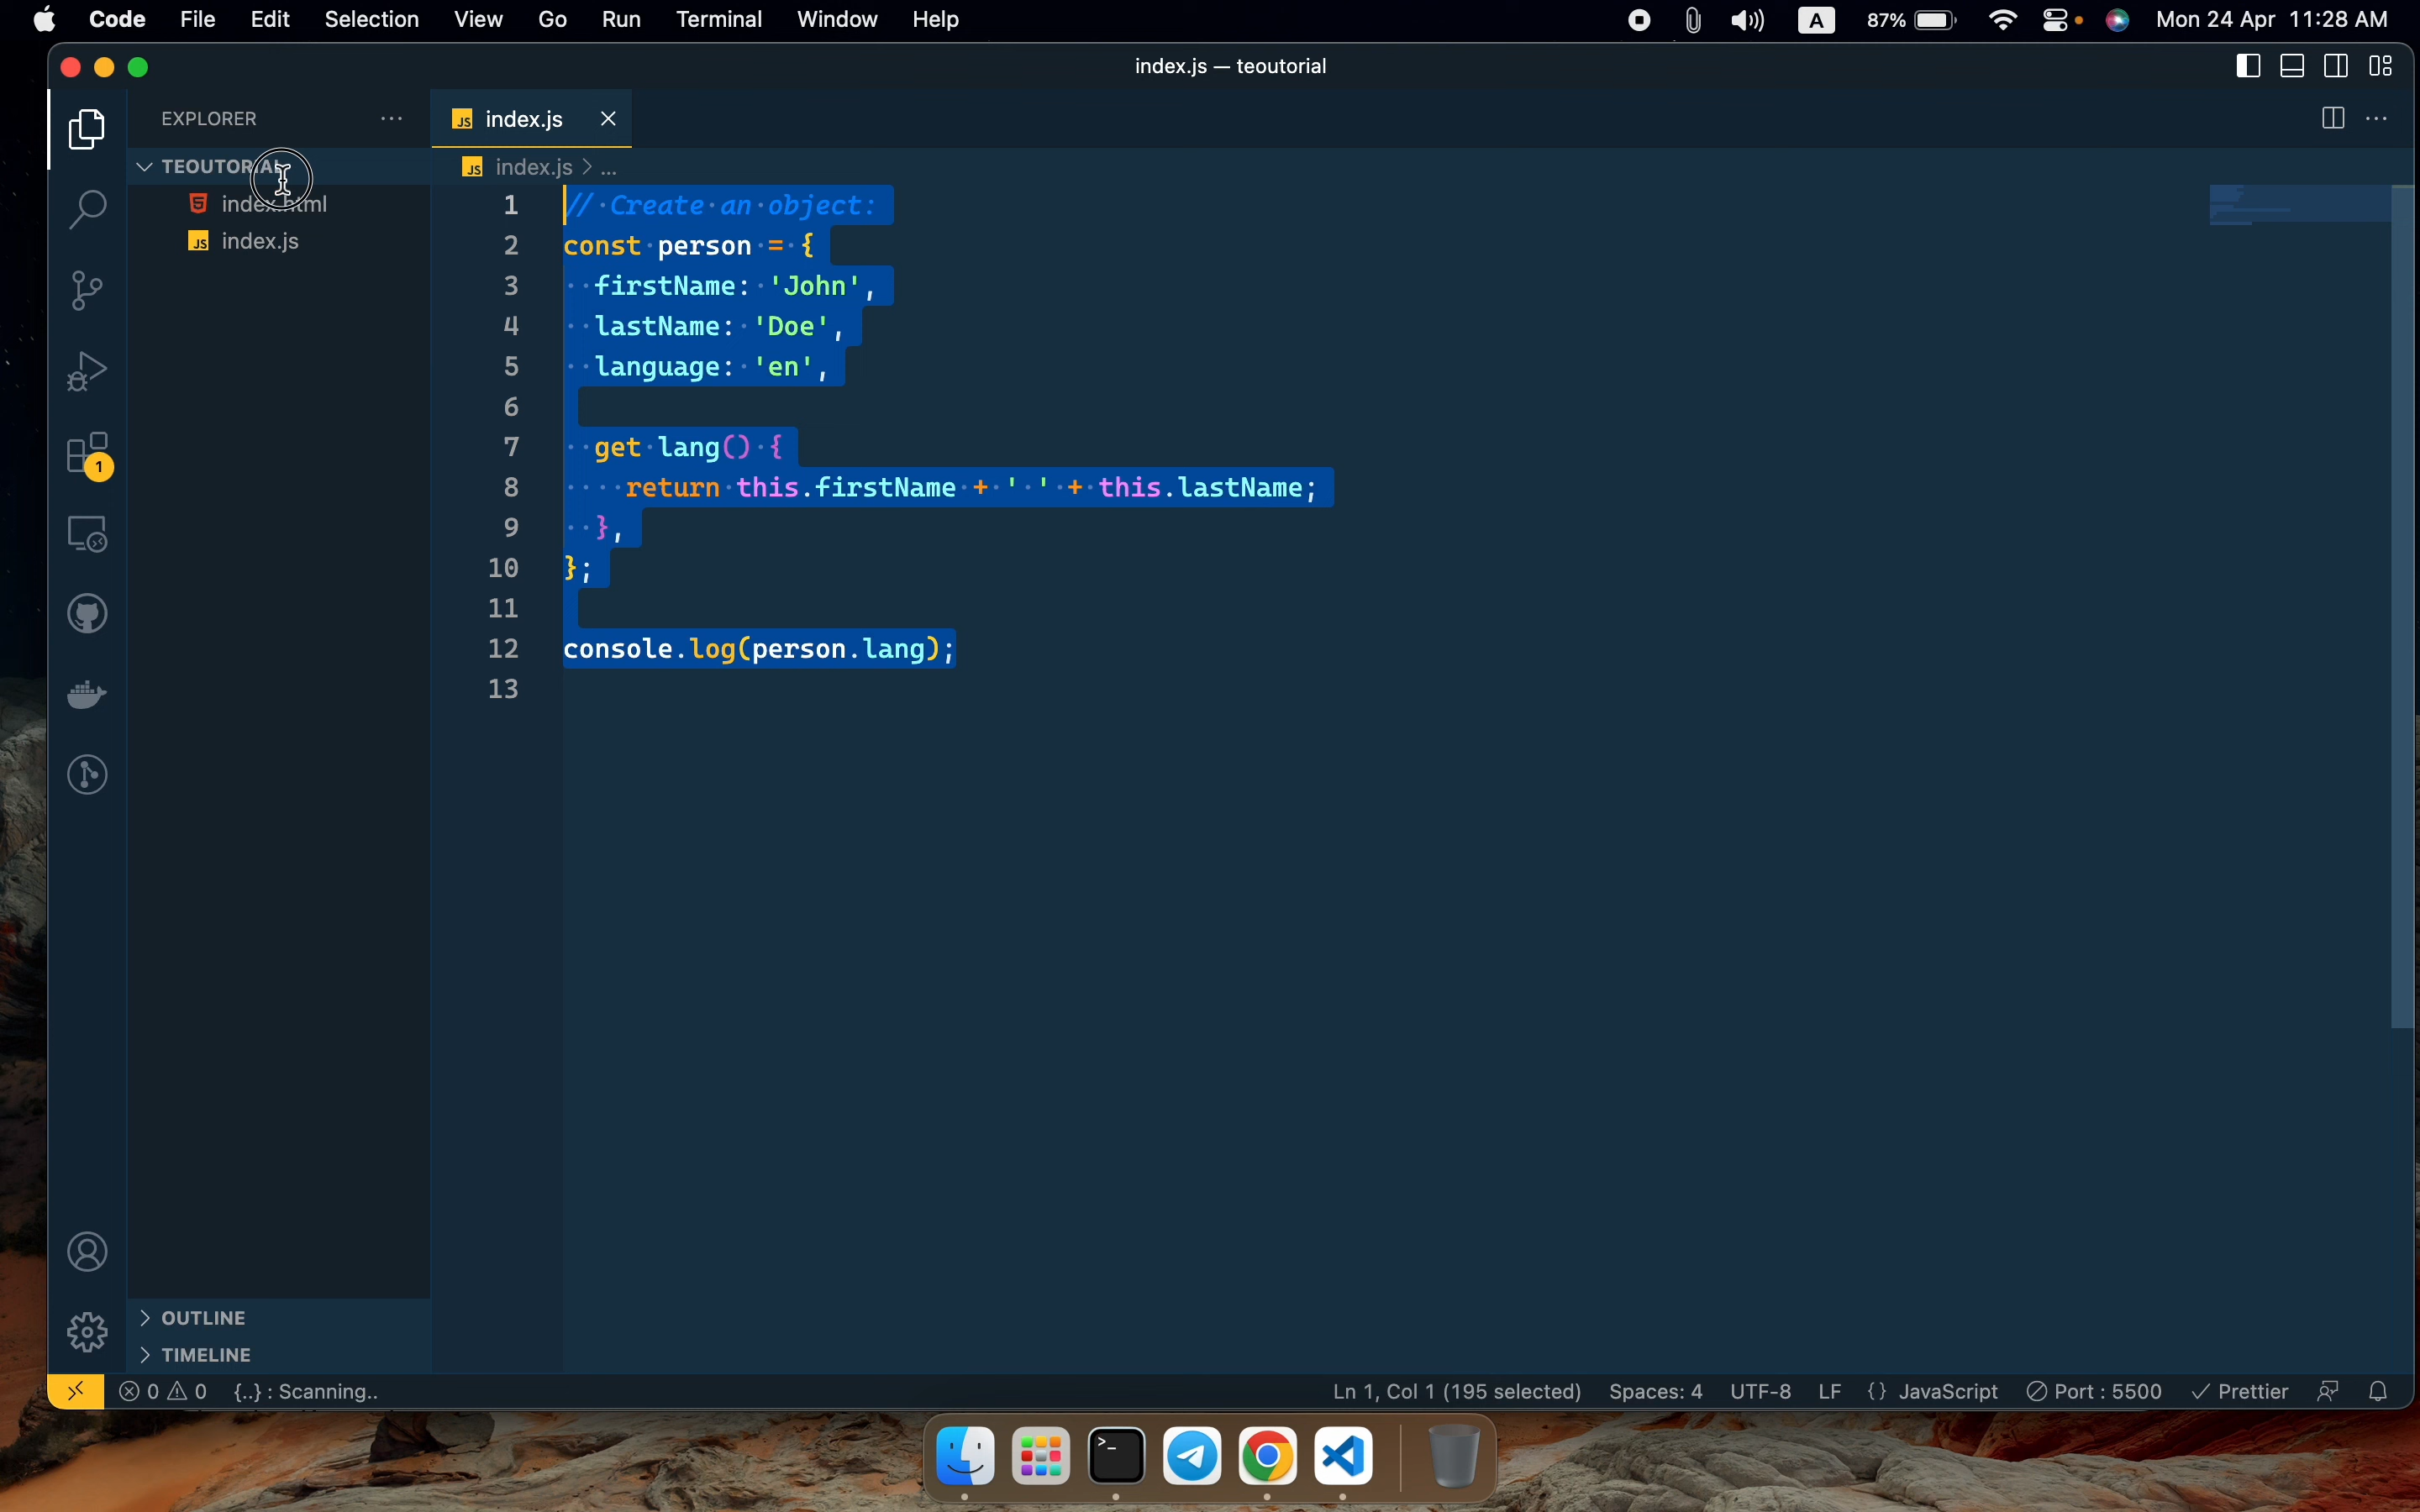 Code File Edit Selection View Go Run Terminal Window Help A 87% Mon 24 Apr 11:28 AM
index.js — teoutorial
EXPLORER ...
index.js
TEOUTORIAL
index.js > ...
index.html
index.js
1 // Create an object:
2 const person = {
3   firstName: 'John',
4   lastName: 'Doe',
5   language: 'en',
6
7   get lang() {
8     return this.firstName + ' ' + this.lastName;
9   },
10 };
11
12 console.log(person.lang);
13
1
OUTLINE
TIMELINE
0 0 {..} : Scanning.. Ln 1, Col 1 (195 selected) Spaces: 4 UTF-8 LF {} JavaScript Port : 5500 Prettier